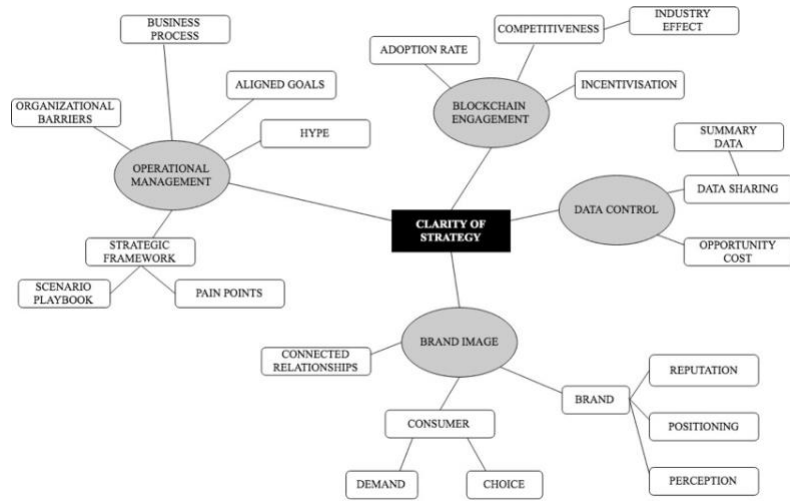 BUSINESS
PROCESS
COMPETITIVENESS
INDUSTRY
EFFECT
ADOPTION RATE
ALIGNED GOALS
INCENTIVISATION
BLOCKCHAIN
ENGAGEMENT
ORGANIZATIONAL
BARRIERS
HYPE
SUMMARY
DATA
OPERATIONAL
MANAGEMENT
DATA SHARING
DATA CONTROL
CLARITY OF
STRATEGY
STRATEGIC
FRAMEWORK
OPPORTUNITY
COST
SCENARIO
PLAYBOOK
PAIN POINTS
BRAND IMAGE
CONNECTED
RELATIONSHIPS
REPUTATION
BRAND
CONSUMER
POSITIONING
DEMAND
CHOICE
PERCEPTION